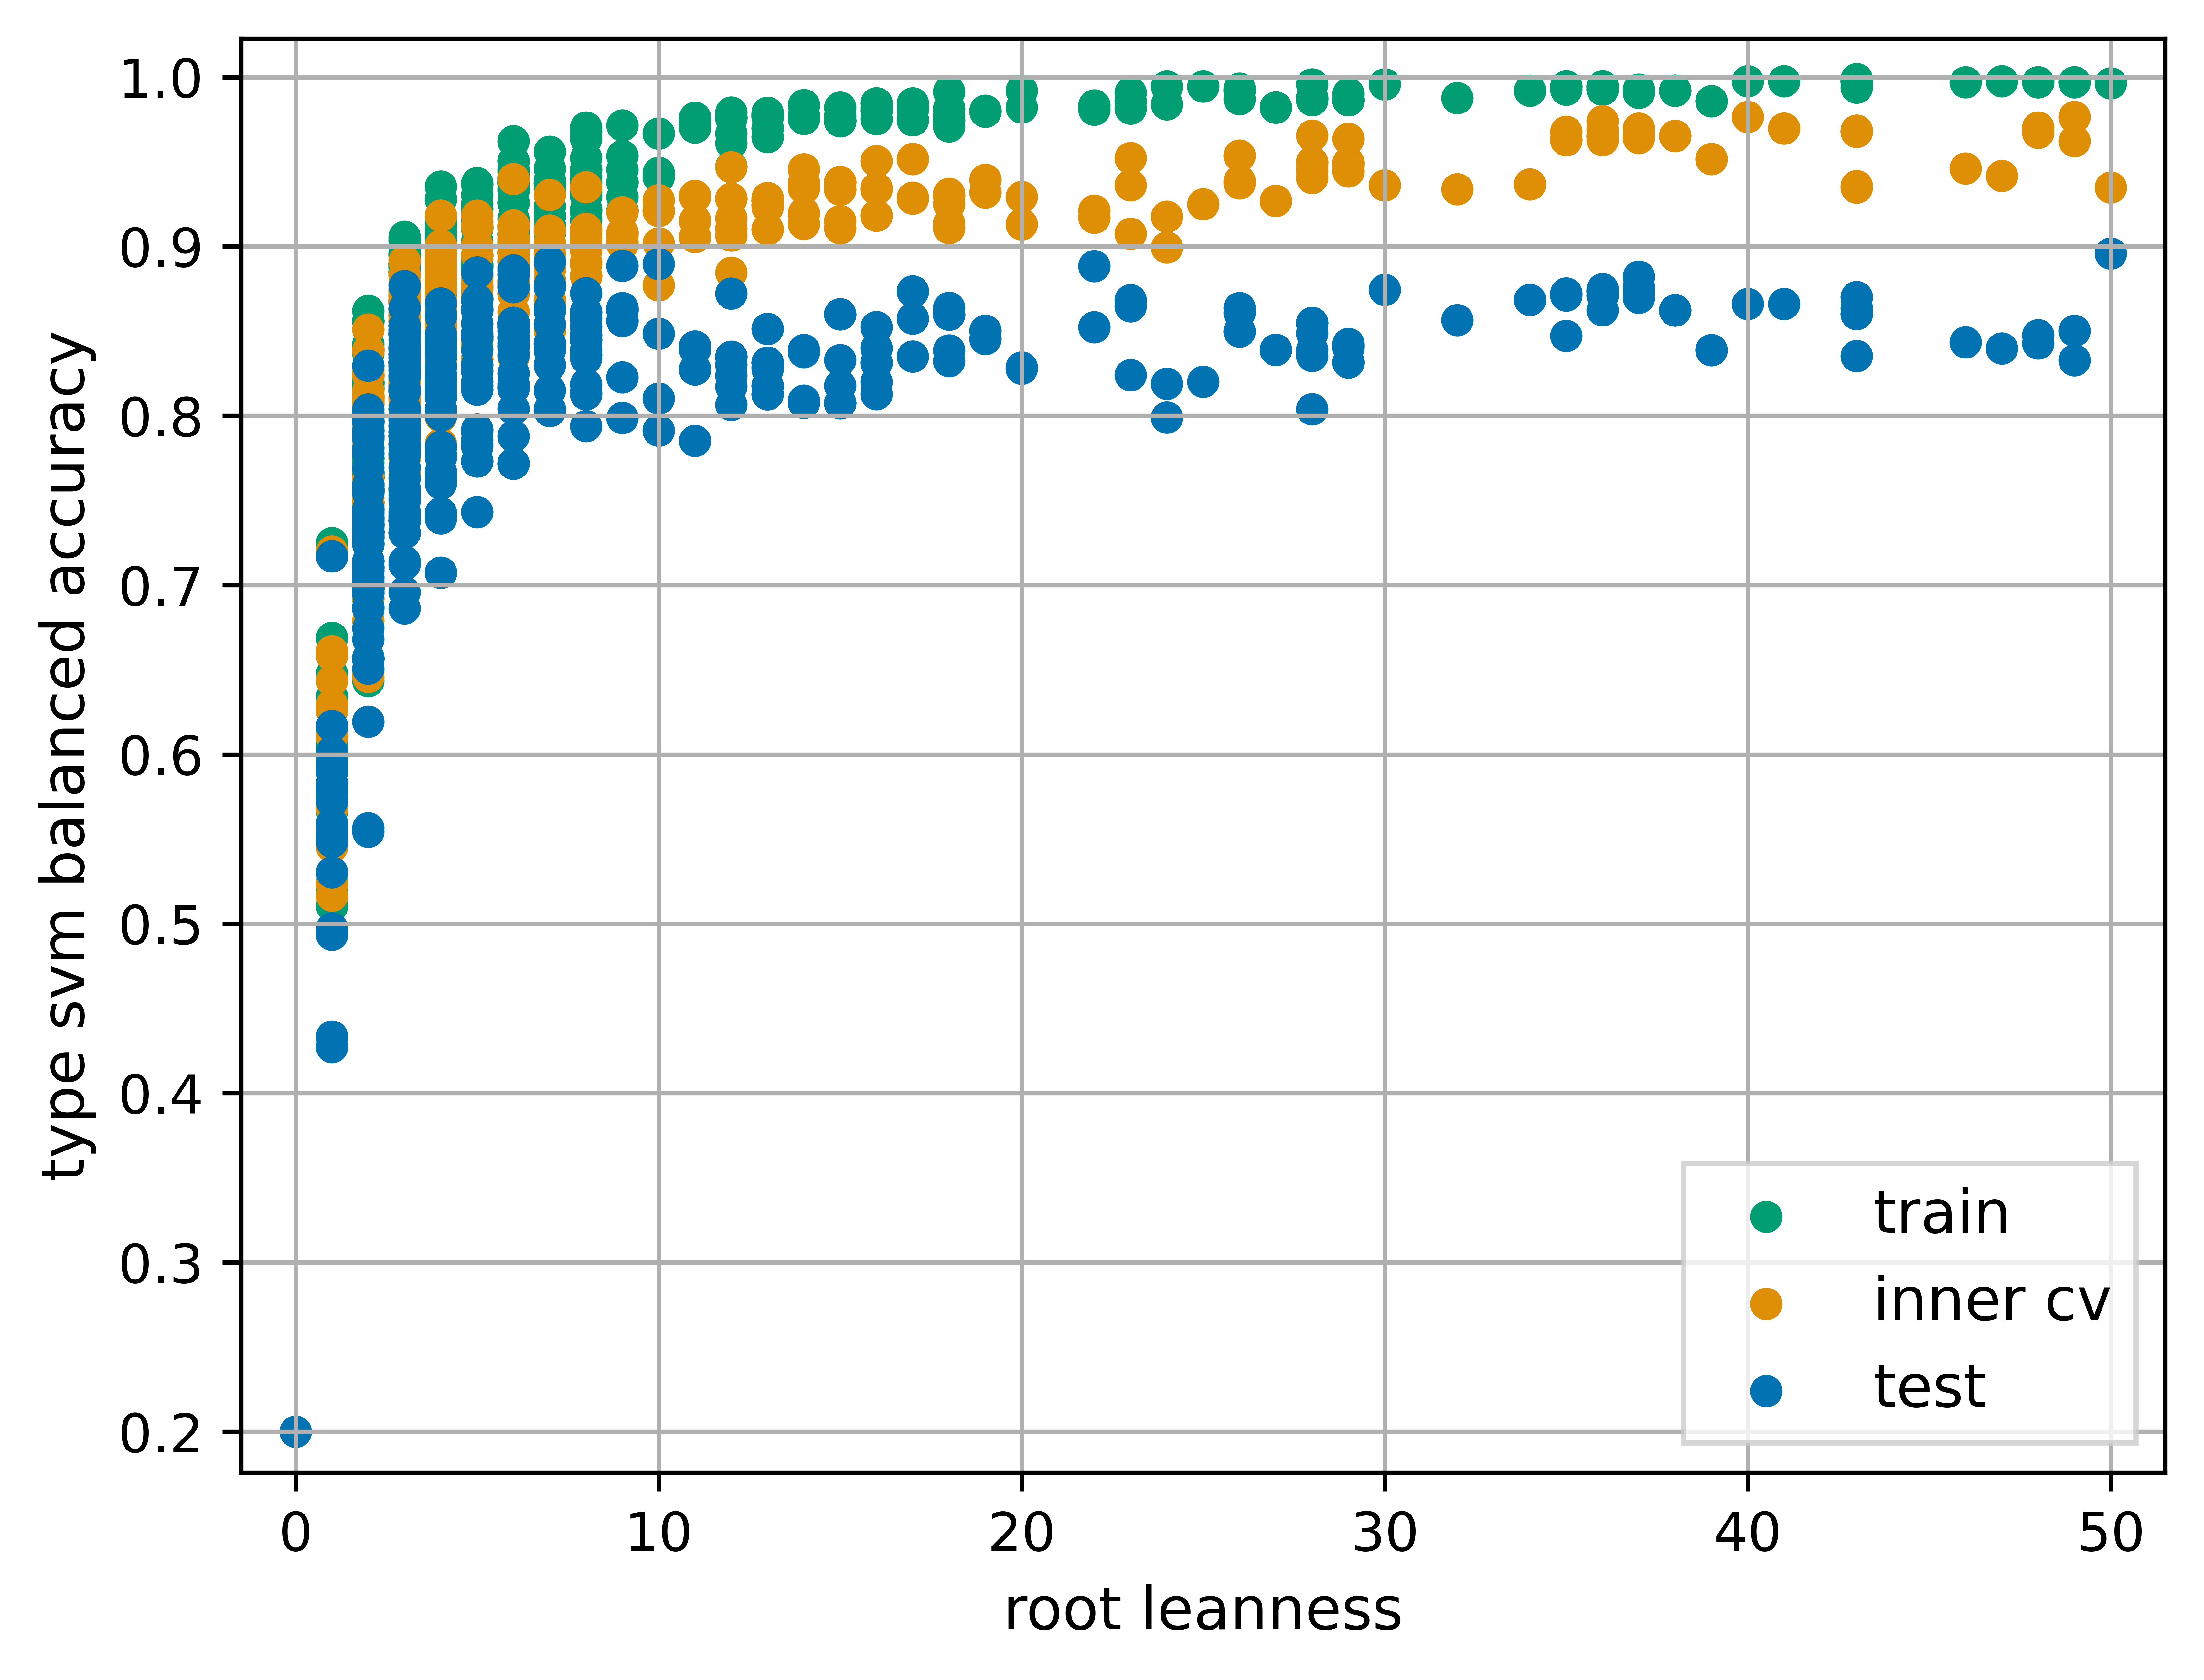 1.0
0.9
0.8
0.7
0.6
0.5
0.4
0.3
0.2
type svm balanced accuracy
train
inner cv
test
0 10 20 30 40 50
root leanness